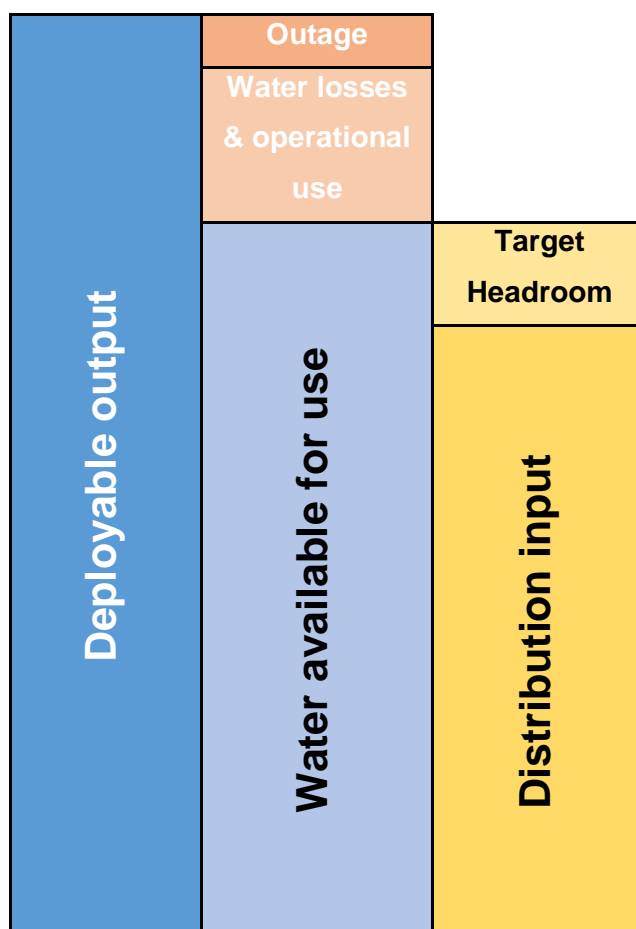 Deployable output
Outage
Water losses
& operational
use
Water available for use
Target
Headroom
Distribution input